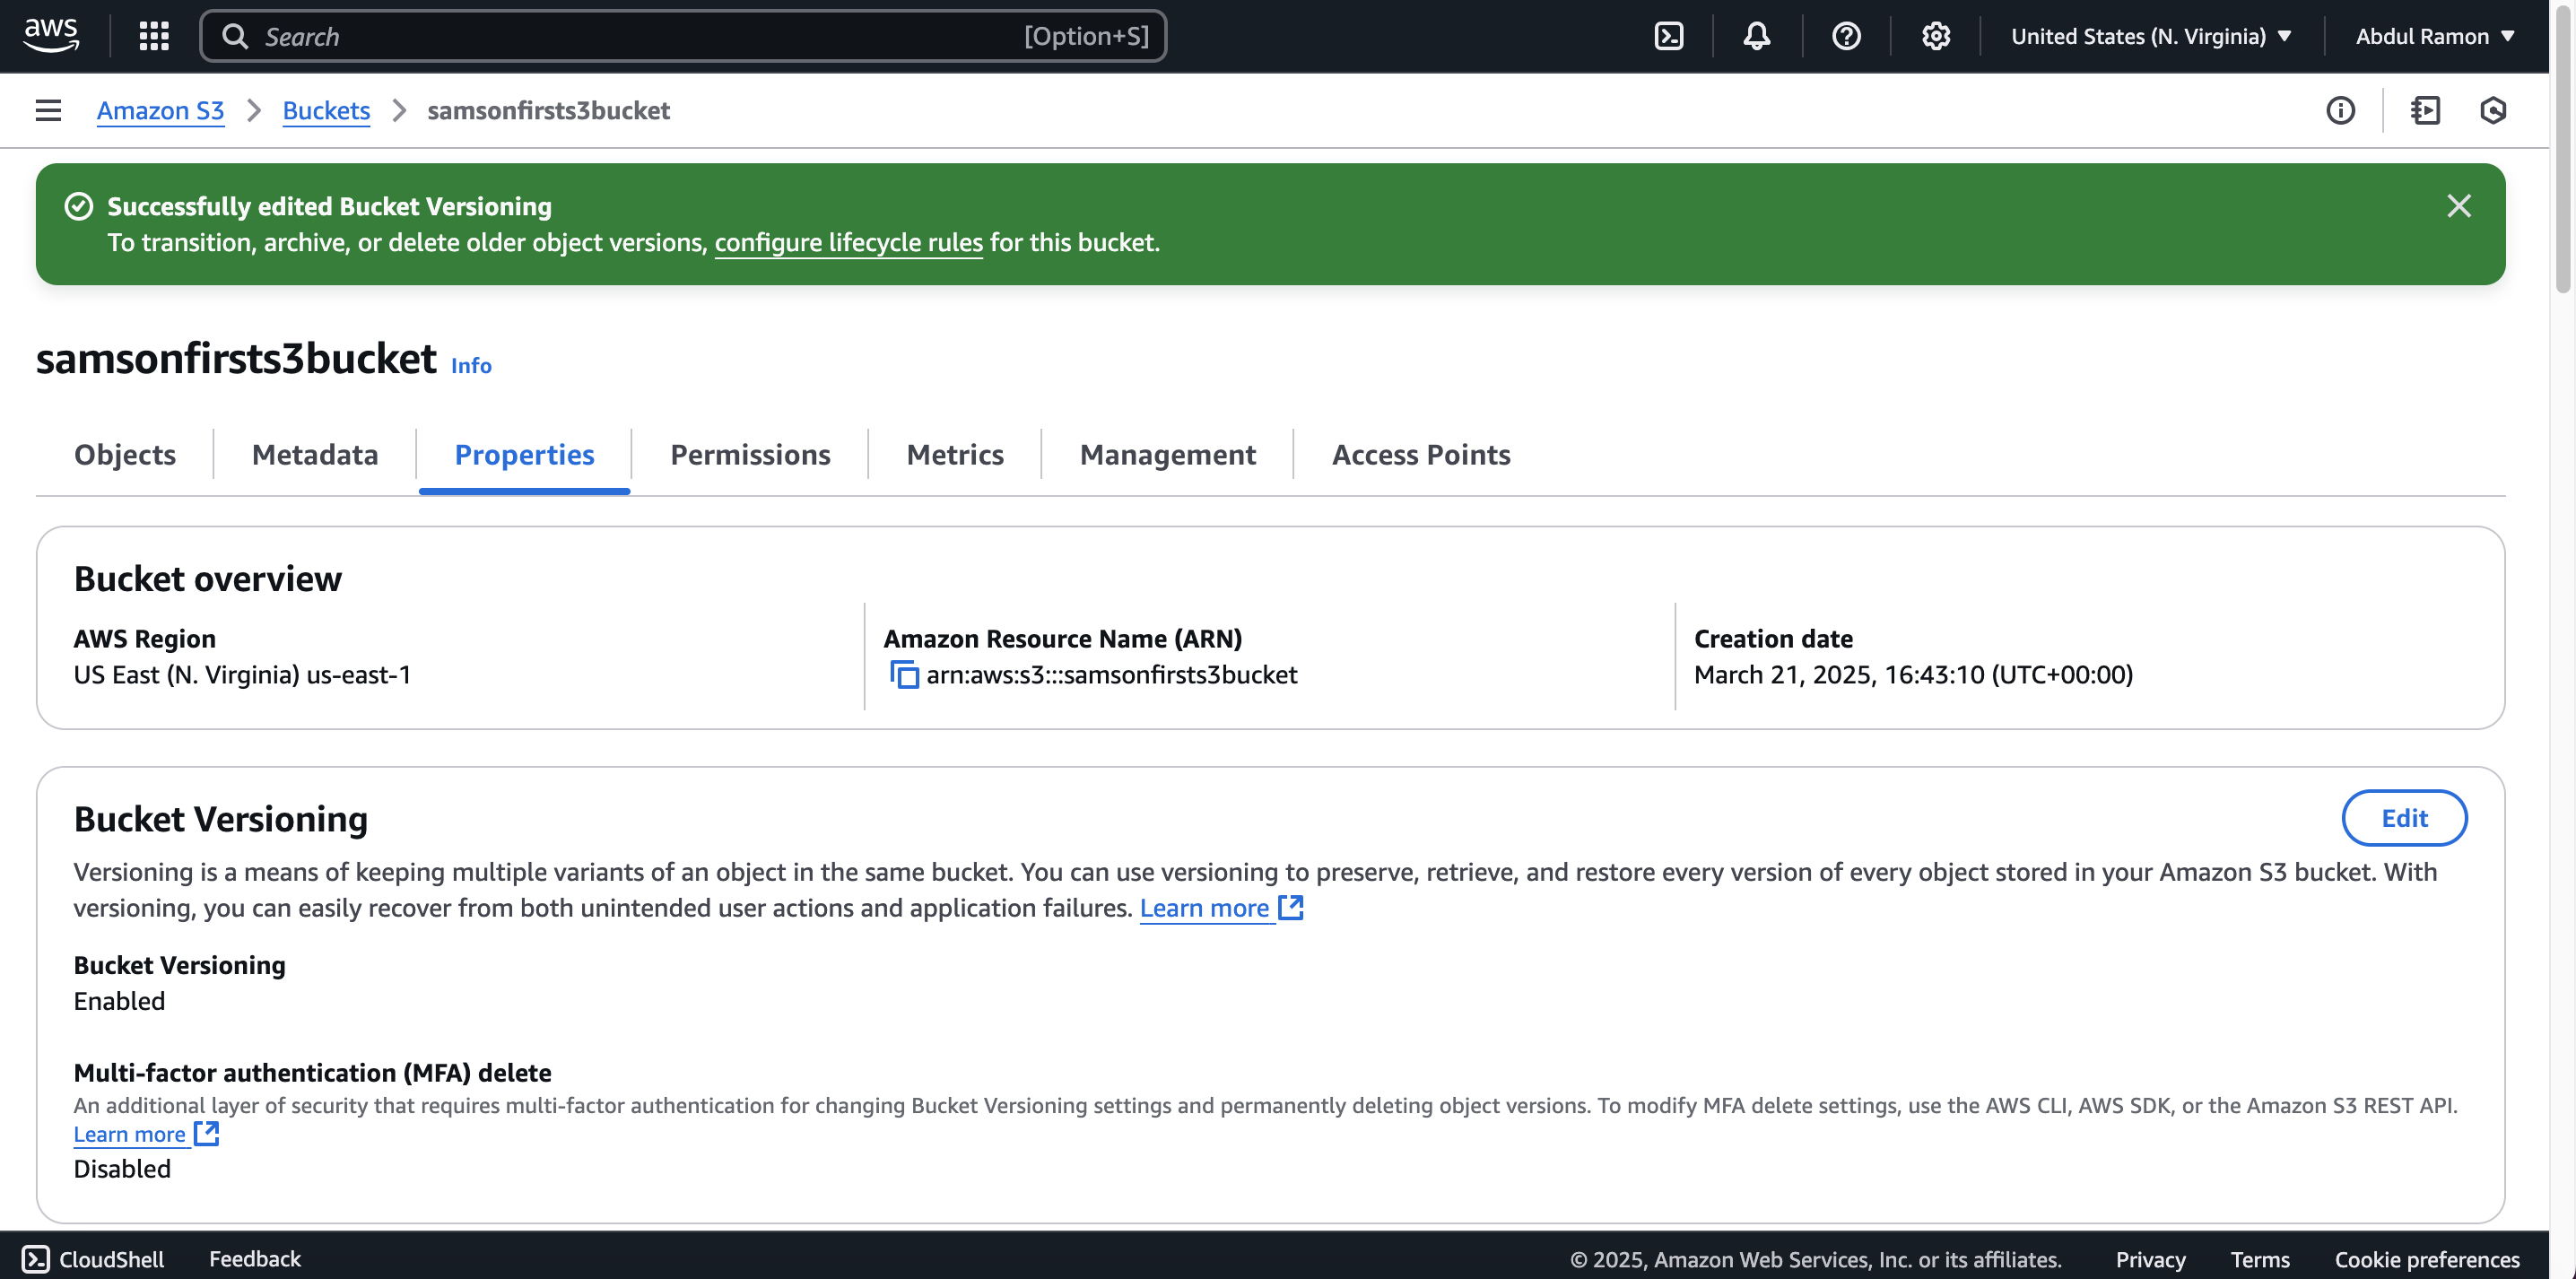 aws
Search [Option+S]
United States (N. Virginia)
Abdul Ramon
Amazon S3 > Buckets > samsonfirsts3bucket
Successfully edited Bucket Versioning
To transition, archive, or delete older object versions, configure lifecycle rules for this bucket.
samsonfirsts3bucket Info
Objects
Metadata
Properties
Permissions
Metrics
Management
Access Points
Bucket overview
AWS Region
US East (N. Virginia) us-east-1
Amazon Resource Name (ARN)
arn:aws:s3:::samsonfirsts3bucket
Creation date
March 21, 2025, 16:43:10 (UTC+00:00)
Bucket Versioning
Edit
Versioning is a means of keeping multiple variants of an object in the same bucket. You can use versioning to preserve, retrieve, and restore every version of every object stored in your Amazon S3 bucket. With
versioning, you can easily recover from both unintended user actions and application failures. Learn more
Bucket Versioning
Enabled
Multi-factor authentication (MFA) delete
An additional layer of security that requires multi-factor authentication for changing Bucket Versioning settings and permanently deleting object versions. To modify MFA delete settings, use the AWS CLI, AWS SDK, or the Amazon S3 REST API.
Learn more
Disabled
CloudShell
Feedback
© 2025, Amazon Web Services, Inc. or its affiliates.
Privacy
Terms
Cookie preferences